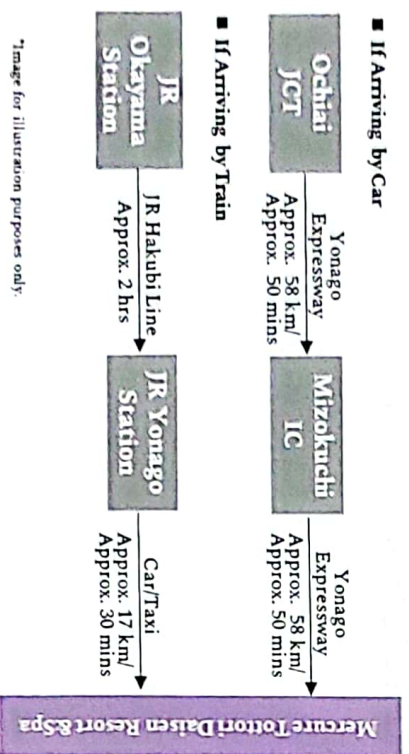 ■ If Arriving by Car
Ochiai
JCT
Yonago
Expressway
Approx. 58 km/
Approx. 50 mins
Mizokuchi
IC
Yonago
Expressway
Approx. 58 km/
Approx. 50 mins
■ If Arriving by Train
JR
Okayama
Station
JR Hakubi Line
Approx. 2 hrs
JR Yonago
Station
Car/Taxi
Approx. 17 km/
Approx. 30 mins
Mercure Tottori Daisen Resort & Spa
*Image for illustration purposes only.